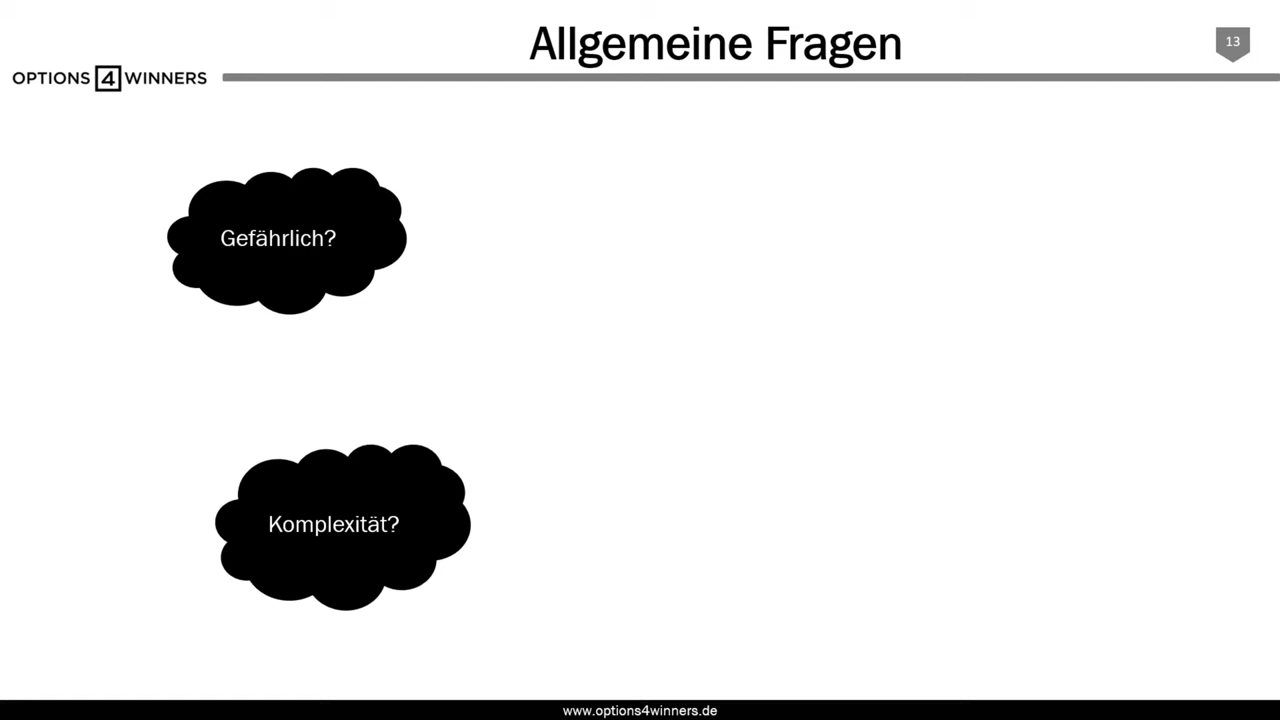 Allgemeine Fragen
13
OPTIONS 4 WINNERS
Gefährlich?
Komplexität?
www.options4winners.de